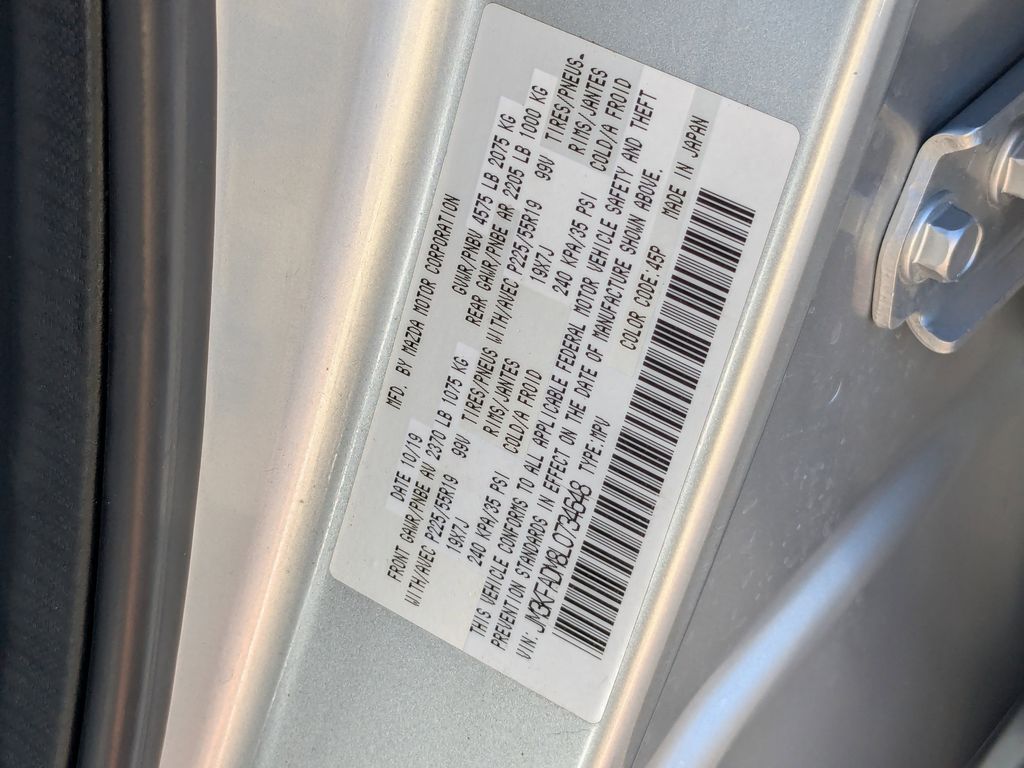 MFD. BY MAZDA MOTOR CORPORATION
DATE 10/19 GVWR/PNBV 4575 LB 2075 KG
FRONT GAWR/PNBE AV 2370 LB 1075 KG REAR GAWR/PNBE AR 2205 LB 1000 KG
WITH/AVEC P225/55R19 99V TIRES/PNEUS WITH/AVEC P225/55R19 99V TIRES/PNEUS
19X7J RIMS/JANTES 19X7J RIMS/JANTES
240 KPA/35 PSI COLD/A FROID 240 KPA/35 PSI COLD/A FROID
THIS VEHICLE CONFORMS TO ALL APPLICABLE FEDERAL MOTOR VEHICLE SAFETY AND THEFT
PREVENTION STANDARDS IN EFFECT ON THE DATE OF MANUFACTURE SHOWN ABOVE.
VIN: JM3KFADM8L0734648 TYPE:MPV COLOR CODE:45P MADE IN JAPAN